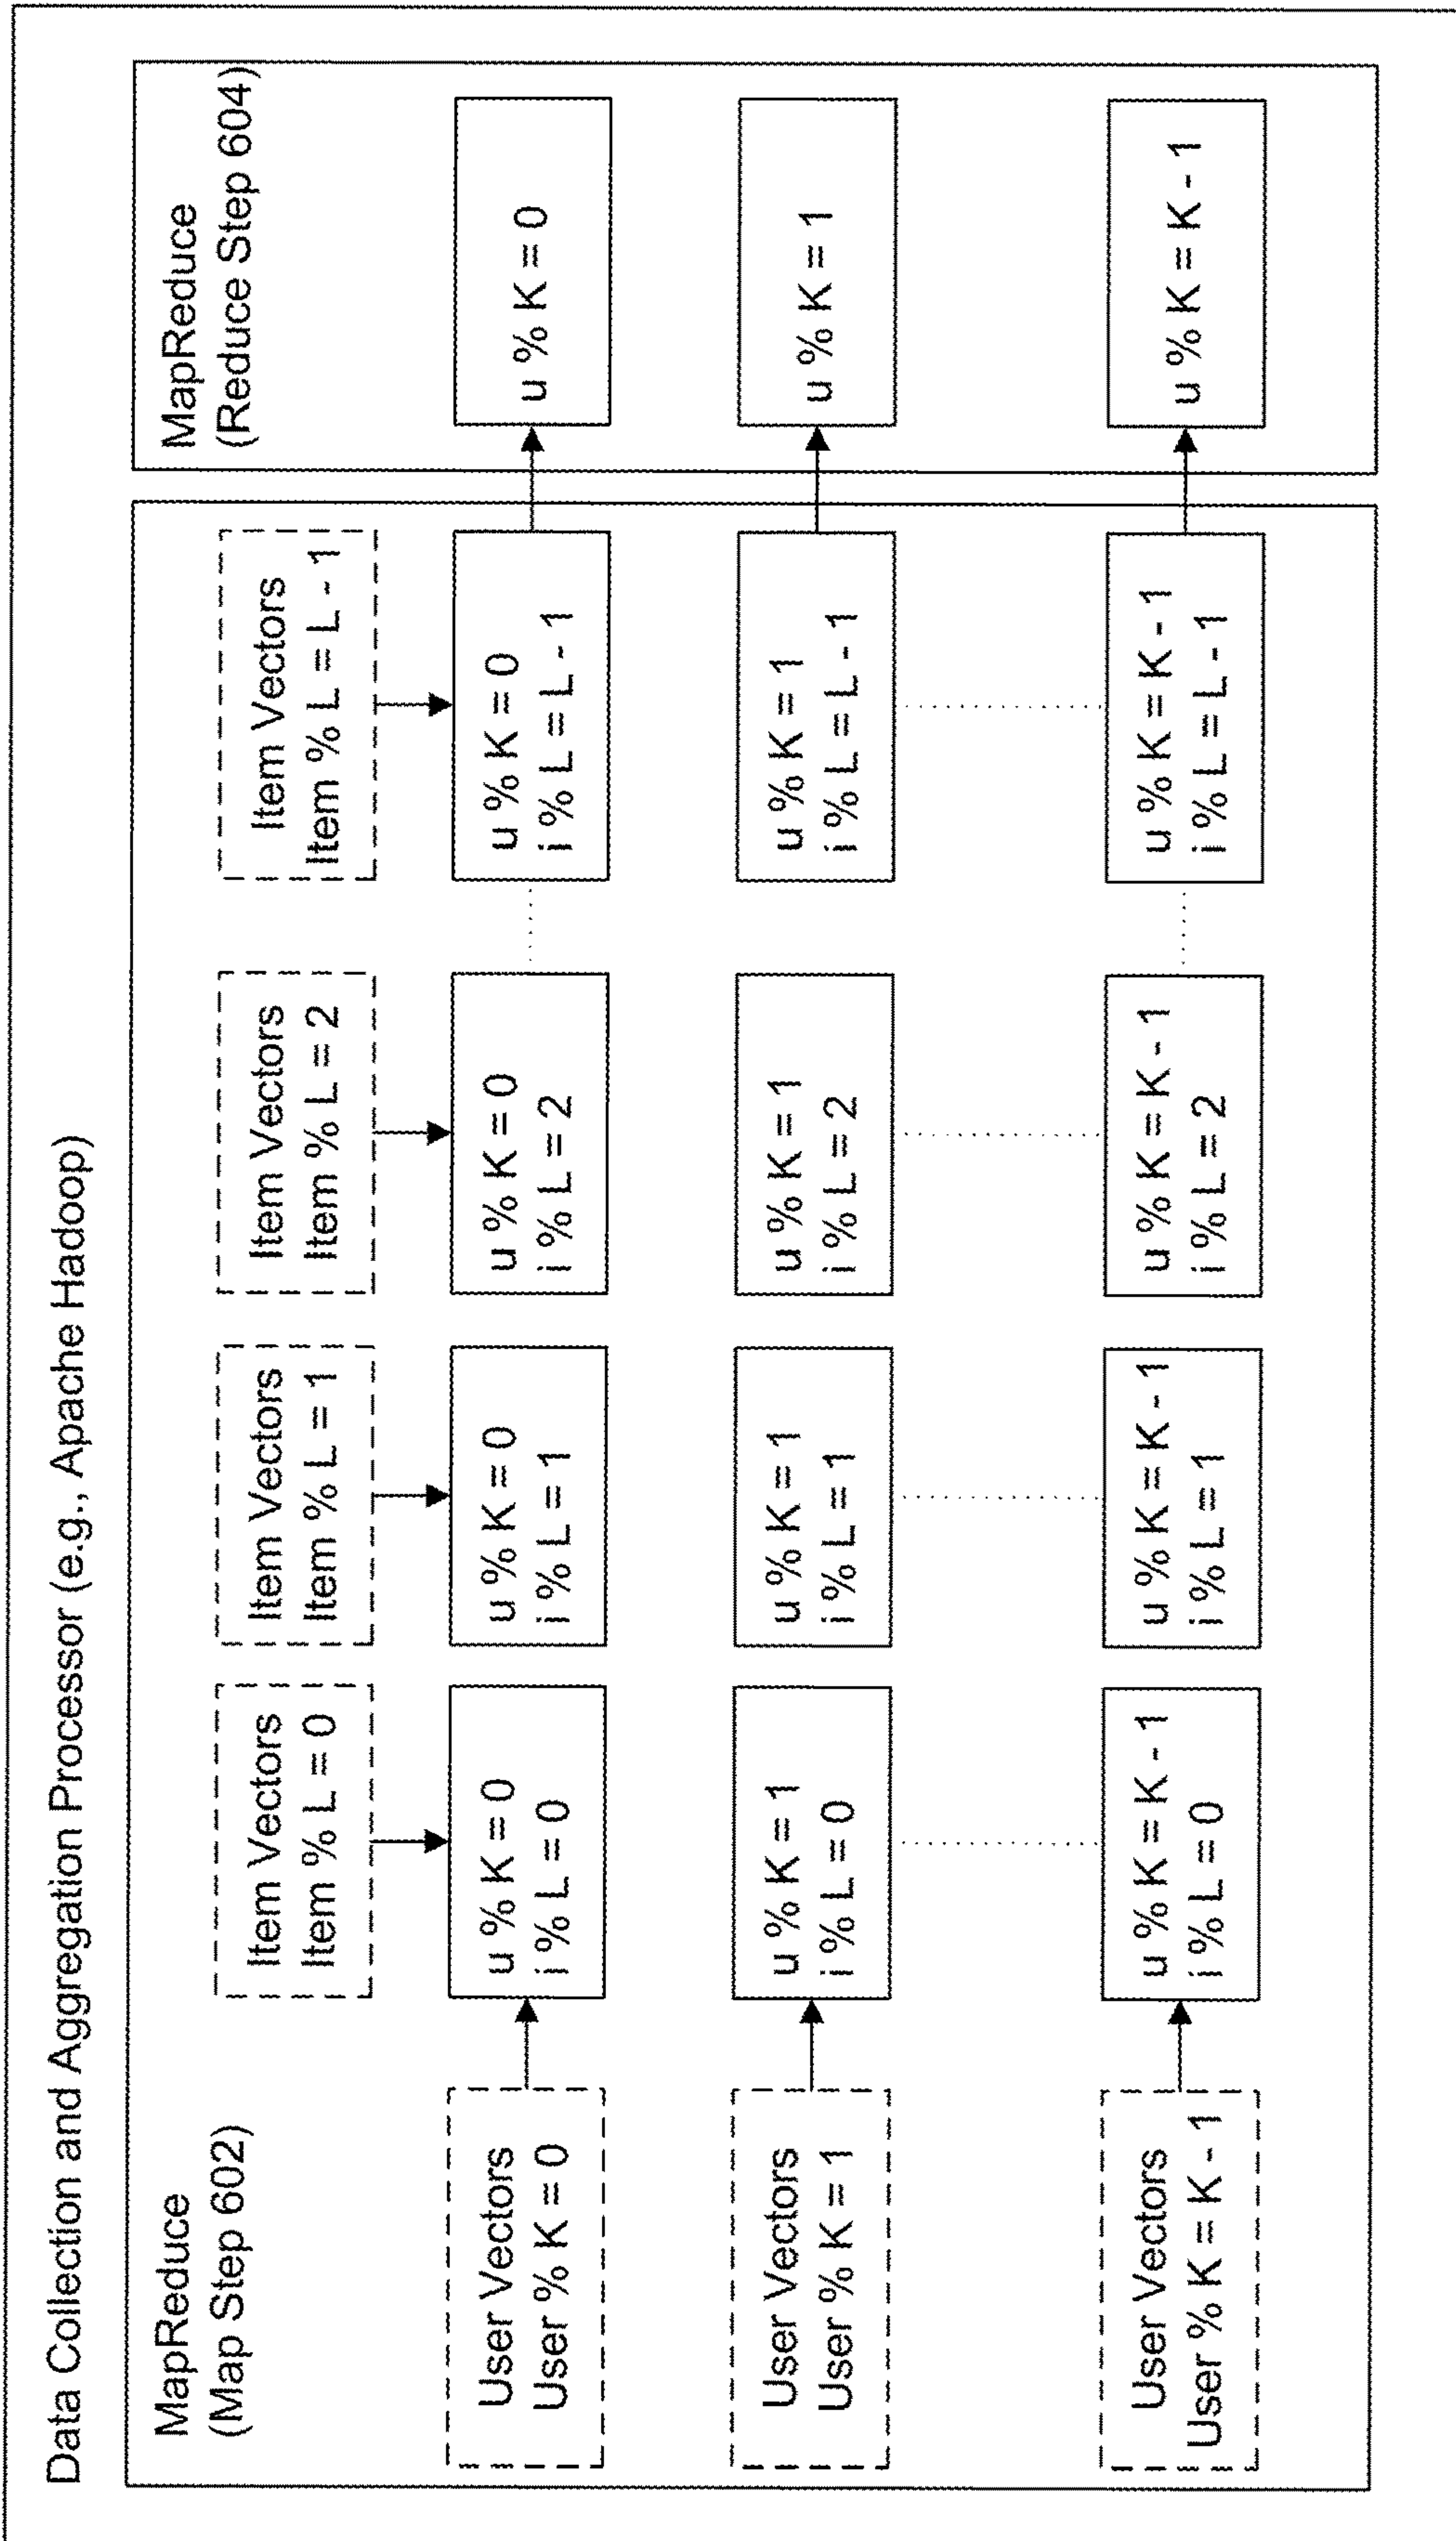 Data Collection and Aggregation Processor (e.g., Apache Hadoop)
MapReduce
(Map Step 602)
Item Vectors
Item % L = 0
Item Vectors
Item % L = 1
Item Vectors
Item % L = 2
Item Vectors
Item % L = L - 1
User Vectors
User % K = 0
u % K = 0
i % L = 0
u % K = 0
i % L = 1
u % K = 0
i % L = 2
u % K = 0
i % L = L - 1
User Vectors
User % K = 1
u % K = 1
i % L = 0
u % K = 1
i % L = 1
u % K = 1
i % L = 2
u % K = 1
i % L = L - 1
User Vectors
User % K = K - 1
u % K = K - 1
i % L = 0
u % K = K - 1
i % L = 1
u % K = K - 1
i % L = 2
u % K = K - 1
i % L = L - 1
MapReduce
(Reduce Step 604)
u % K = 0
u % K = 1
u % K = K - 1